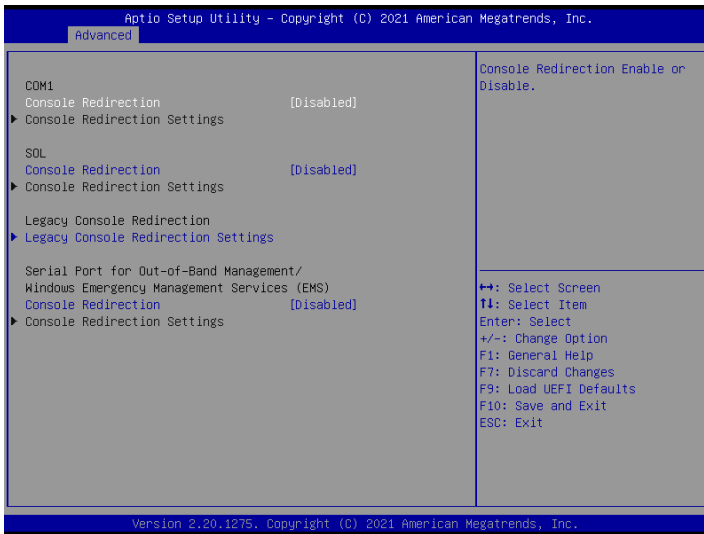 Aptio Setup Utility – Copyright (C) 2021 American Megatrends, Inc.
Advanced
COM1
Console Redirection [Disabled]
Console Redirection Settings
SOL
Console Redirection [Disabled]
Console Redirection Settings
Legacy Console Redirection
Legacy Console Redirection Settings
Serial Port for Out-of-Band Management/
Windows Emergency Management Services (EMS)
Console Redirection [Disabled]
Console Redirection Settings
Console Redirection Enable or
Disable.
↔: Select Screen
↑↓: Select Item
Enter: Select
+/-: Change Option
F1: General Help
F7: Discard Changes
F9: Load UEFI Defaults
F10: Save and Exit
ESC: Exit
Version 2.20.1275. Copyright (C) 2021 American Megatrends, Inc.